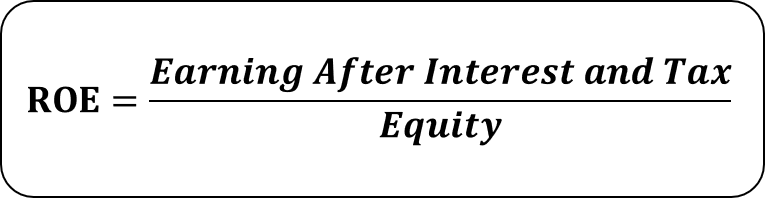 ROE = Earning After Interest and Tax
Equity